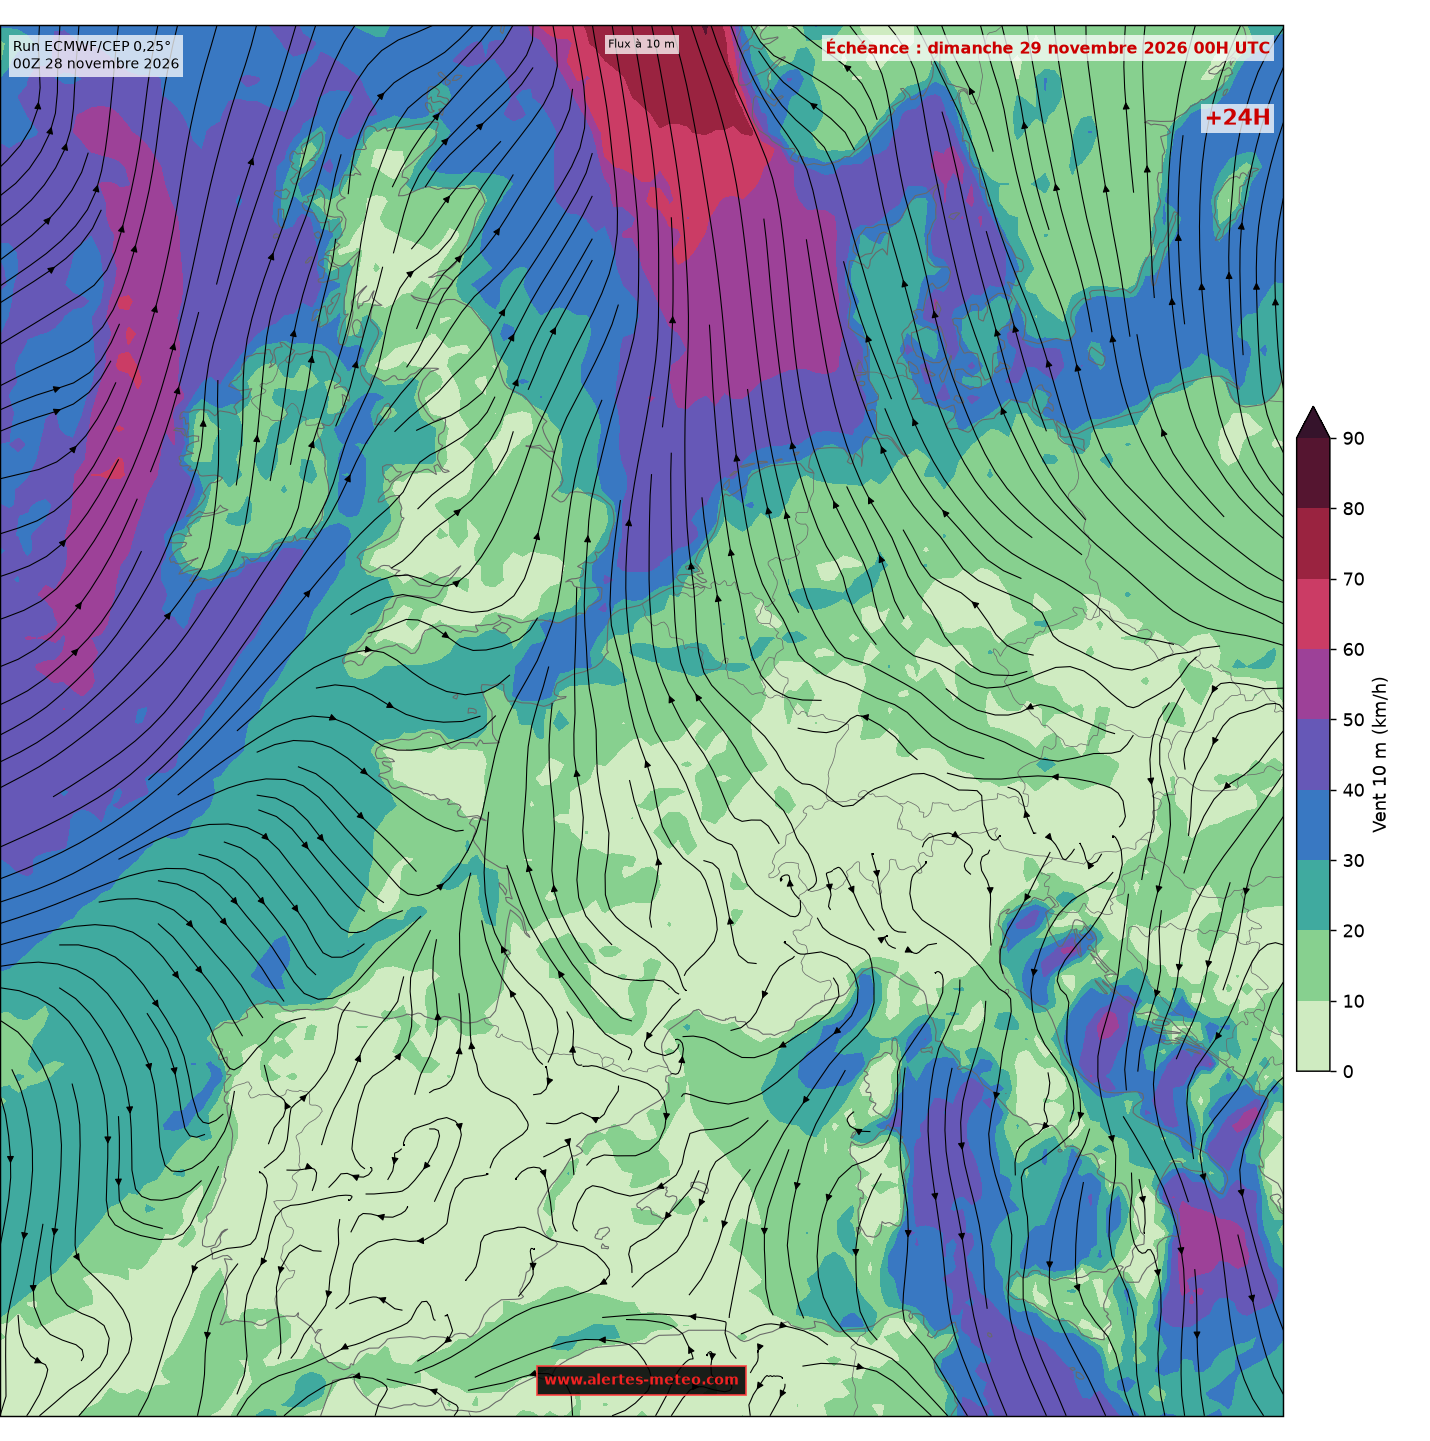 Run ECMWF/CEP 0,25°
00Z 28 novembre 2026
Flux à 10 m
Échéance : dimanche 29 novembre 2026 00H UTC
+24H
90
80
70
60
50
40
30
20
10
0
Vent 10 m (km/h)
www.alertes-meteo.com